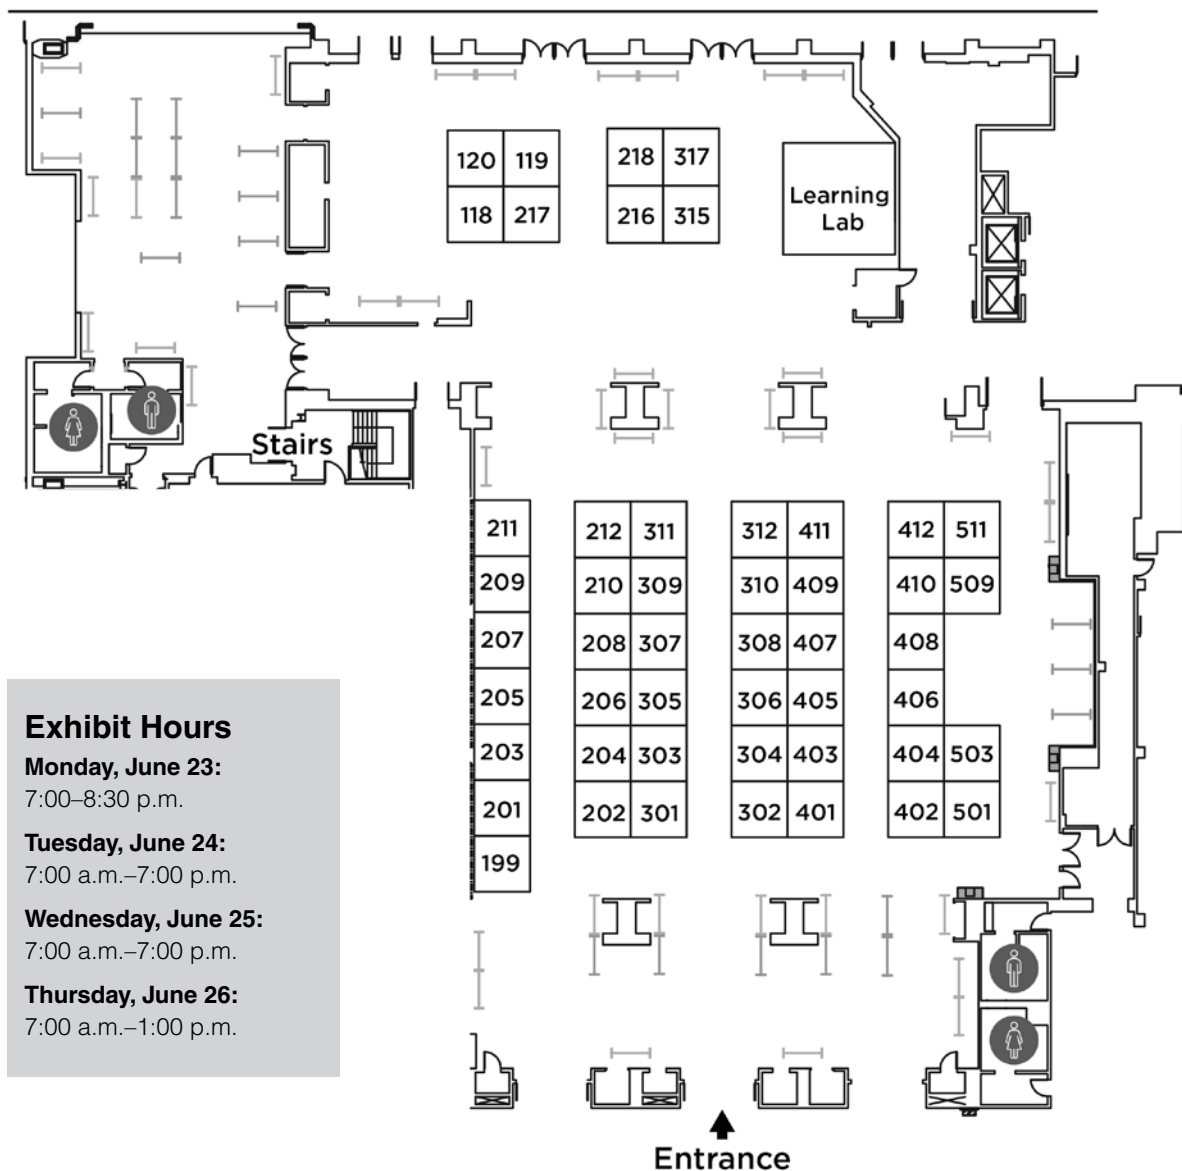 120 119
218 317
Learning
Lab
118 217
216 315
Stairs
211
212 311
312 411
412 511
209
210 309
310 409
410 509
207
208 307
308 407
408
205
206 305
306 405
406
203
204 303
304 403
404 503
201
202 301
302 401
402 501
199
Exhibit Hours
Monday, June 23:
7:00–8:30 p.m.
Tuesday, June 24:
7:00 a.m.–7:00 p.m.
Wednesday, June 25:
7:00 a.m.–7:00 p.m.
Thursday, June 26:
7:00 a.m.–1:00 p.m.
Entrance